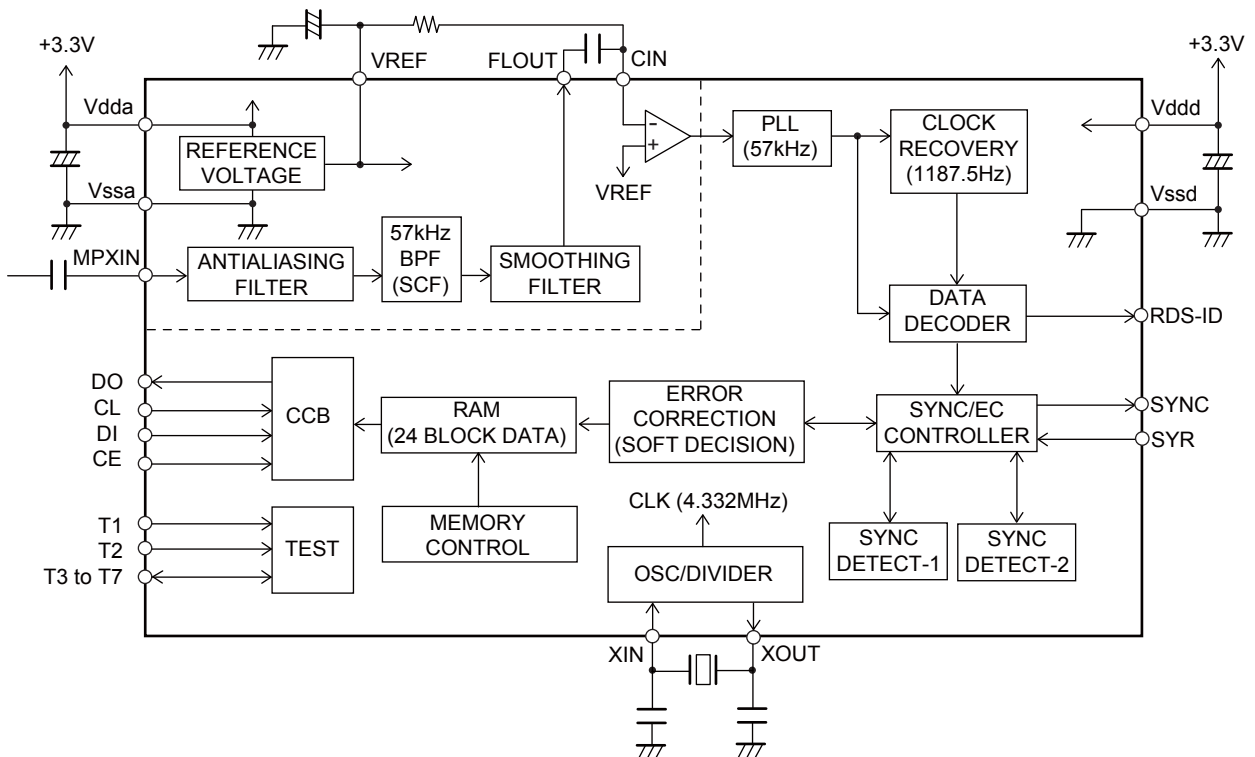 +3.3V
VREF
FLOUT
CIN
+3.3V
Vdda
REFERENCE
VOLTAGE
Vssa
-
+
VREF
PLL
(57kHz)
CLOCK
RECOVERY
(1187.5Hz)
Vddd
Vssd
MPXIN
ANTIALIASING
FILTER
57kHz
BPF
(SCF)
SMOOTHING
FILTER
DATA
DECODER
RDS-ID
DO
CL
DI
CE
CCB
RAM
(24 BLOCK DATA)
ERROR
CORRECTION
(SOFT DECISION)
SYNC/EC
CONTROLLER
SYNC
SYR
T1
T2
T3 to T7
TEST
MEMORY
CONTROL
CLK (4.332MHz)
OSC/DIVIDER
SYNC
DETECT-1
SYNC
DETECT-2
XIN
XOUT